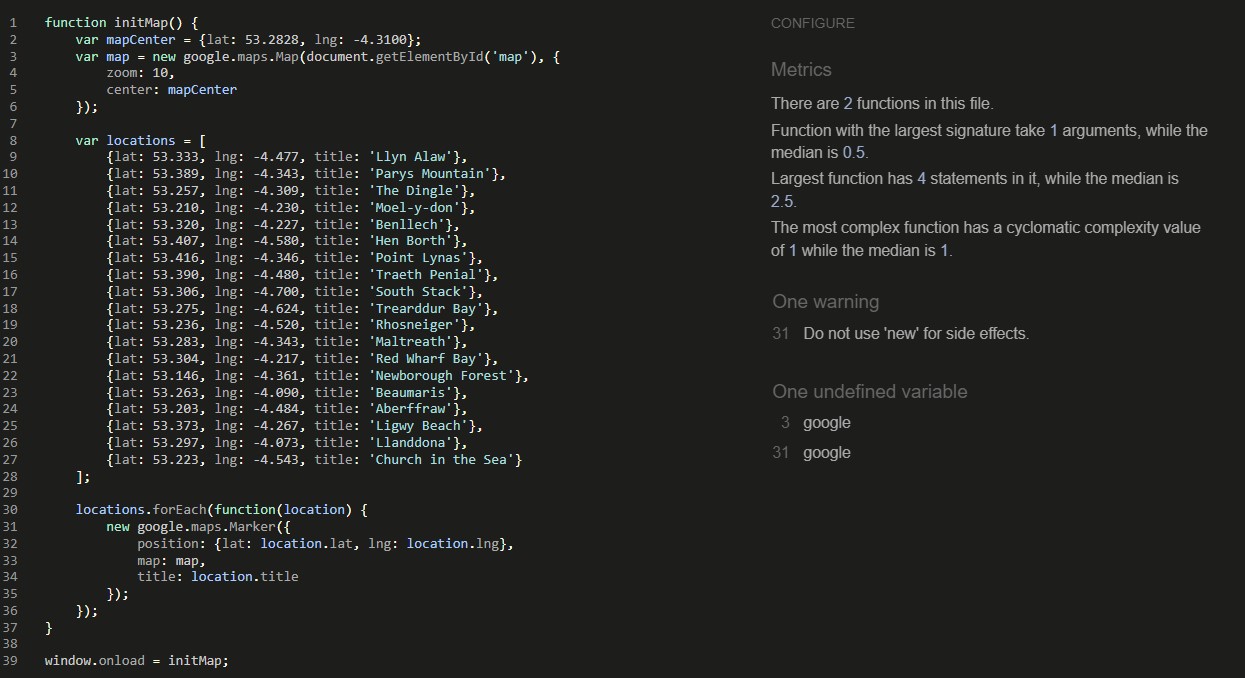 1 function initMap() {
2 var mapCenter = {lat: 53.2828, lng: -4.3100};
3 var map = new google.maps.Map(document.getElementById('map'), {
4 zoom: 10,
5 center: mapCenter
6 });
7
8 var locations = [
9 {lat: 53.333, lng: -4.477, title: 'Llyn Alaw'},
10 {lat: 53.389, lng: -4.343, title: 'Parys Mountain'},
11 {lat: 53.257, lng: -4.309, title: 'The Dingle'},
12 {lat: 53.210, lng: -4.230, title: 'Moel-y-don'},
13 {lat: 53.320, lng: -4.227, title: 'Benllech'},
14 {lat: 53.407, lng: -4.580, title: 'Hen Borth'},
15 {lat: 53.416, lng: -4.346, title: 'Point Lynas'},
16 {lat: 53.390, lng: -4.480, title: 'Traeth Penial'},
17 {lat: 53.306, lng: -4.700, title: 'South Stack'},
18 {lat: 53.275, lng: -4.624, title: 'Trearddur Bay'},
19 {lat: 53.236, lng: -4.520, title: 'Rhosneiger'},
20 {lat: 53.283, lng: -4.343, title: 'Maltreath'},
21 {lat: 53.304, lng: -4.217, title: 'Red Wharf Bay'},
22 {lat: 53.146, lng: -4.361, title: 'Newborough Forest'},
23 {lat: 53.263, lng: -4.090, title: 'Beaumaris'},
24 {lat: 53.203, lng: -4.484, title: 'Aberffraw'},
25 {lat: 53.373, lng: -4.267, title: 'Ligwy Beach'},
26 {lat: 53.297, lng: -4.073, title: 'Llanddona'},
27 {lat: 53.223, lng: -4.543, title: 'Church in the Sea'}
28 ];
29
30 locations.forEach(function(location) {
31 new google.maps.Marker({
32 position: {lat: location.lat, lng: location.lng},
33 map: map,
34 title: location.title
35 });
36 });
37 }
38
39 window.onload = initMap;
CONFIGURE
Metrics
There are 2 functions in this file.
Function with the largest signature take 1 arguments, while the
median is 0.5.
Largest function has 4 statements in it, while the median is
2.5.
The most complex function has a cyclomatic complexity value
of 1 while the median is 1.
One warning
31 Do not use 'new' for side effects.
One undefined variable
3 google
31 google